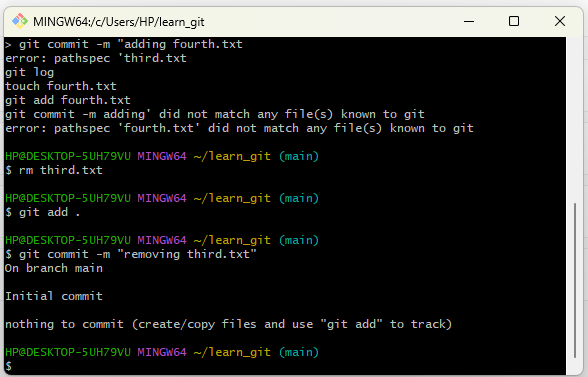 MINGW64:/c/Users/HP/learn_git
> git commit -m "adding fourth.txt
error: pathspec 'third.txt
git log
touch fourth.txt
git add fourth.txt
git commit -m adding' did not match any file(s) known to git
error: pathspec 'fourth.txt' did not match any file(s) known to git
HP@DESKTOP-5UH79VU MINGW64 ~/learn_git (main)
$ rm third.txt
HP@DESKTOP-5UH79VU MINGW64 ~/learn_git (main)
$ git add .
HP@DESKTOP-5UH79VU MINGW64 ~/learn_git (main)
$ git commit -m "removing third.txt"
On branch main
Initial commit
nothing to commit (create/copy files and use "git add" to track)
HP@DESKTOP-5UH79VU MINGW64 ~/learn_git (main)
$